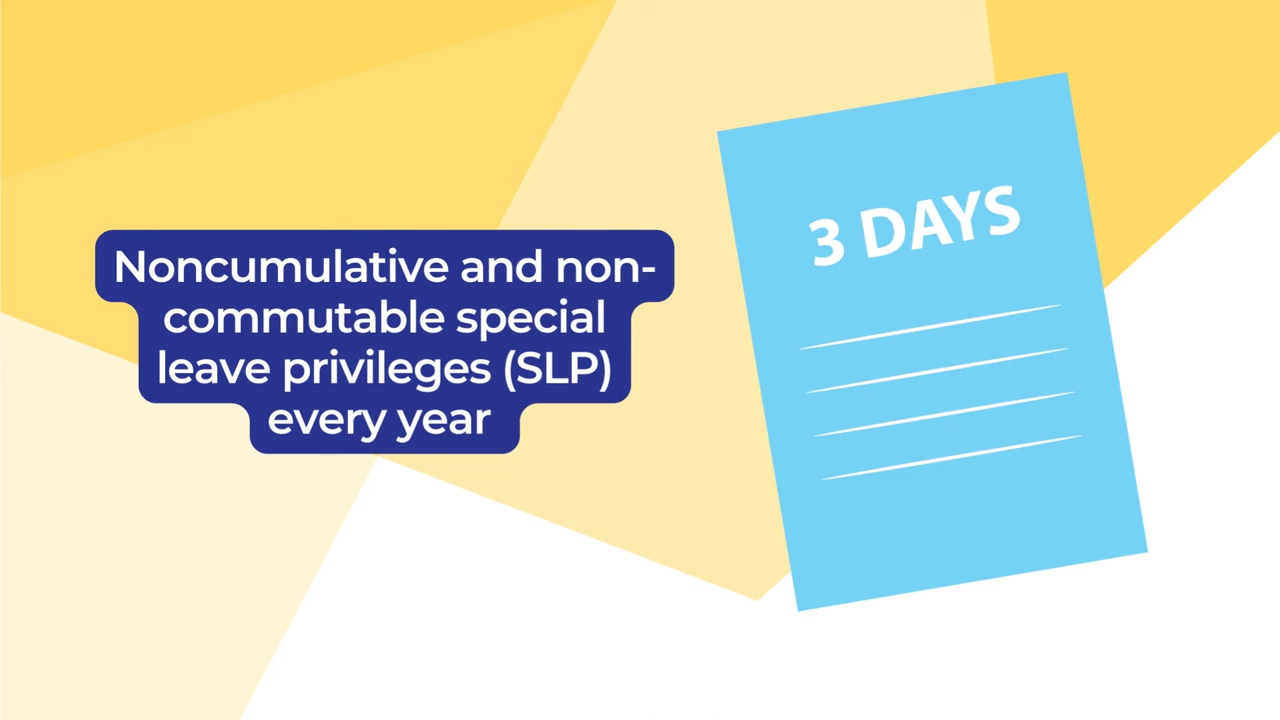 Noncumulative and non-
commutable special
leave privileges (SLP)
every year
3 DAYS